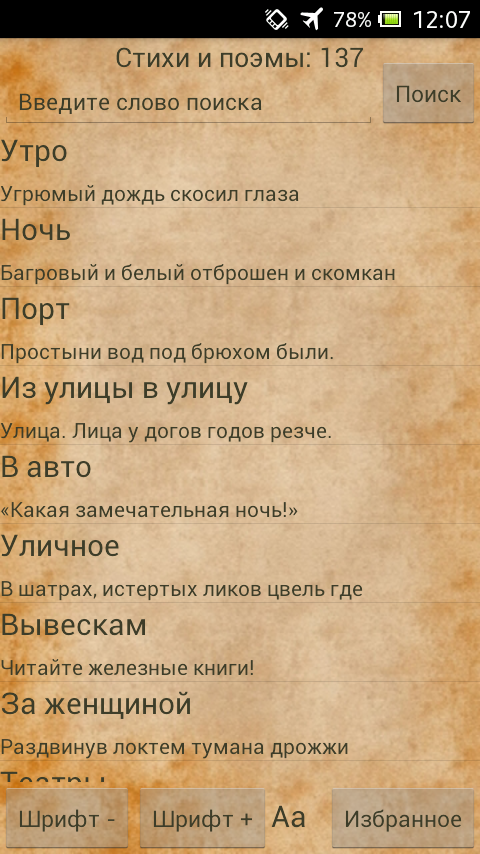 78% 12:07
Стихи и поэмы: 137
Введите слово поиска
Поиск
Утро
Угрюмый дождь скосил глаза
Ночь
Багровый и белый отброшен и скомкан
Порт
Простыни вод под брюхом были.
Из улицы в улицу
Улица. Лица у догов годов резче.
В авто
«Какая замечательная ночь!»
Уличное
В шатрах, истертых ликов цвель где
Вывескам
Читайте железные книги!
За женщиной
Раздвинув локтем тумана дрожжи
Театры
Шрифт - Шрифт + Aa Избранное